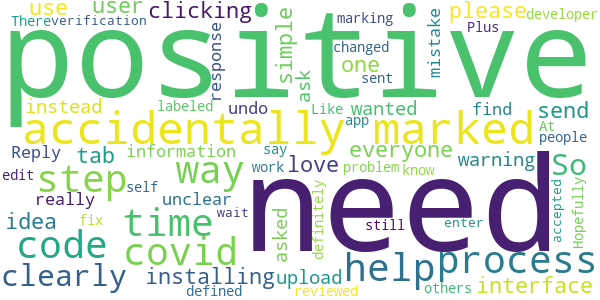 There verification user clicking response simple marking please developer
use positive Plus changed sent one ask mistake
information instead labeled undo Like wanted app find send At people
accidentally marked
Reply tab information say everyone warning So
edit step self way love work problem know
really unclear asked definitely need accepted Hopefully
idea fix time wait still enter
code covid help process
clearly installing upload interface
defined reviewed others